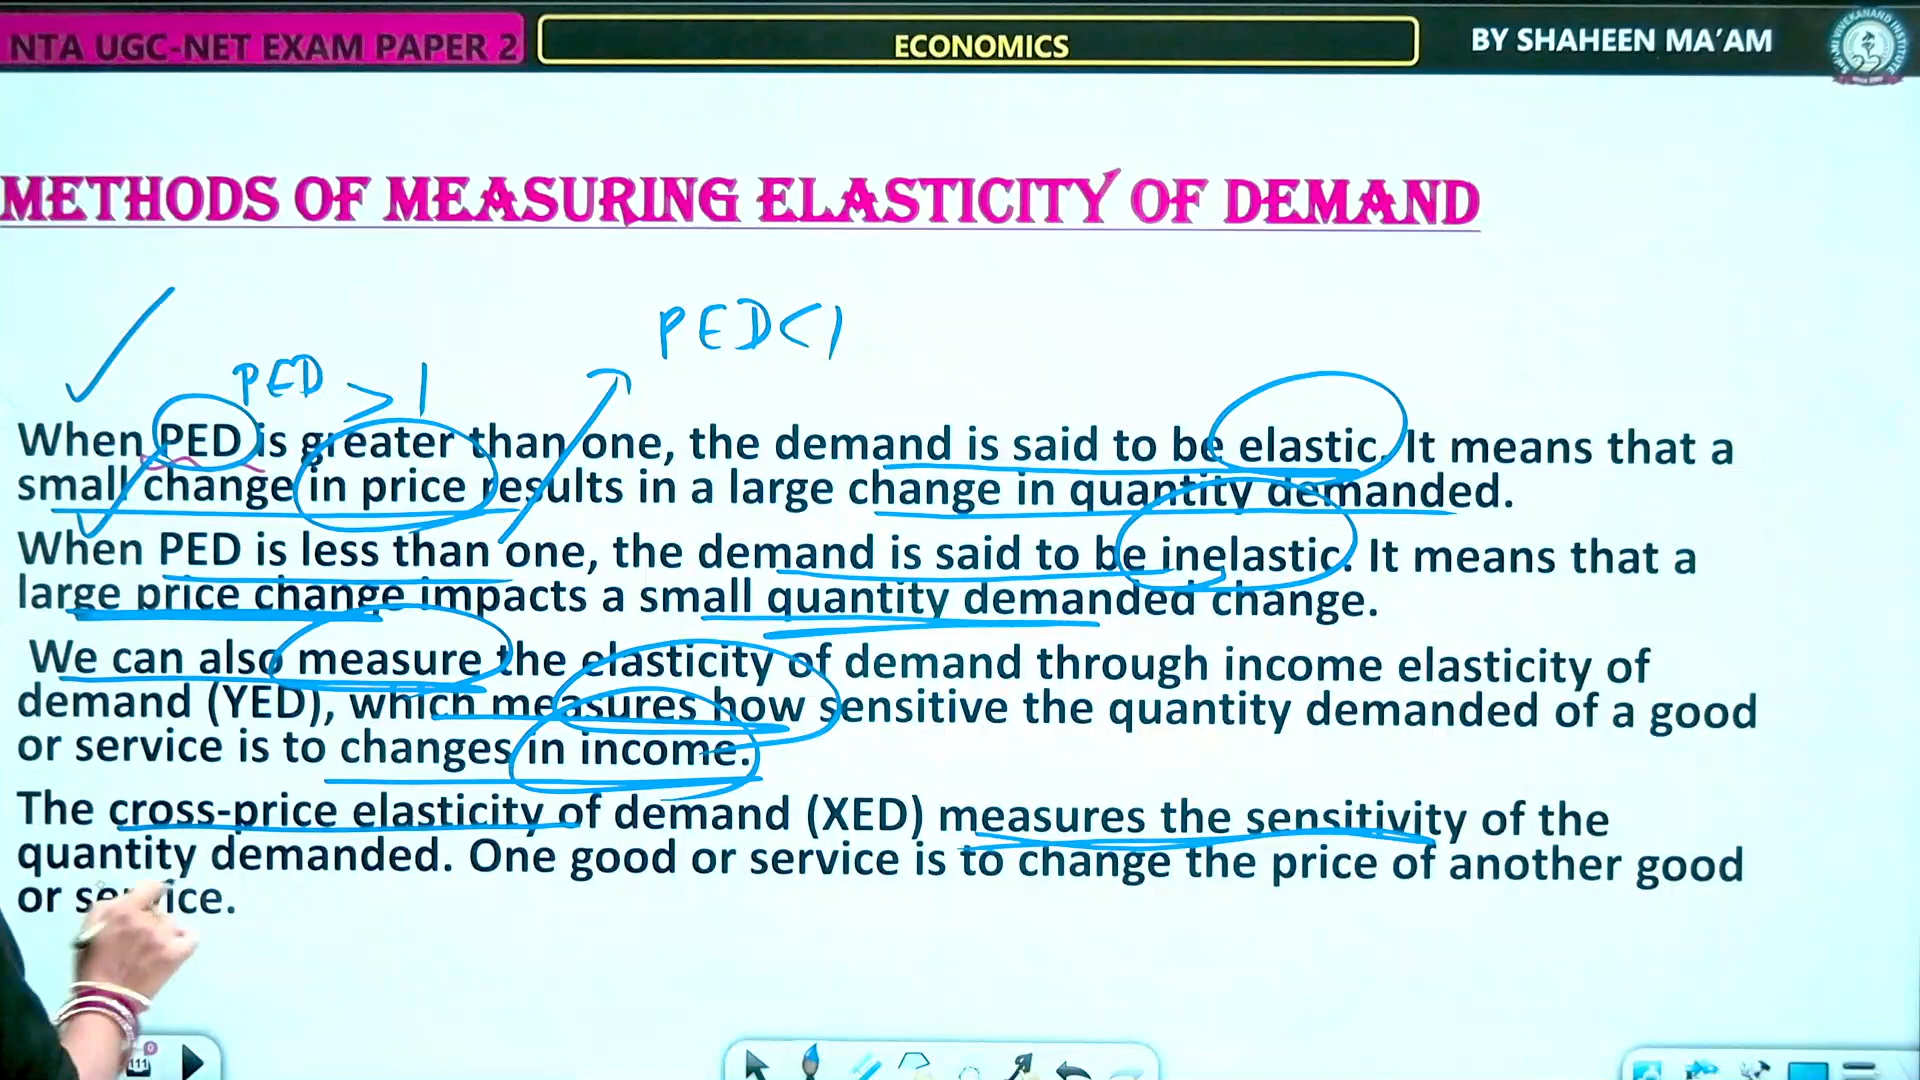 NTA UGC-NET EXAM PAPER 2
ECONOMICS
BY SHAHEEN MA’AM
METHODS OF MEASURING ELASTICITY OF DEMAND
PED<1
PED >1
When PED is greater than one, the demand is said to be elastic. It means that a
small change in price results in a large change in quantity demanded.
When PED is less than one, the demand is said to be inelastic. It means that a
large price change impacts a small quantity demanded change.
We can also measure the elasticity of demand through income elasticity of
demand (YED), which measures how sensitive the quantity demanded of a good
or service is to changes in income.
The cross-price elasticity of demand (XED) measures the sensitivity of the
quantity demanded. One good or service is to change the price of another good
or service.